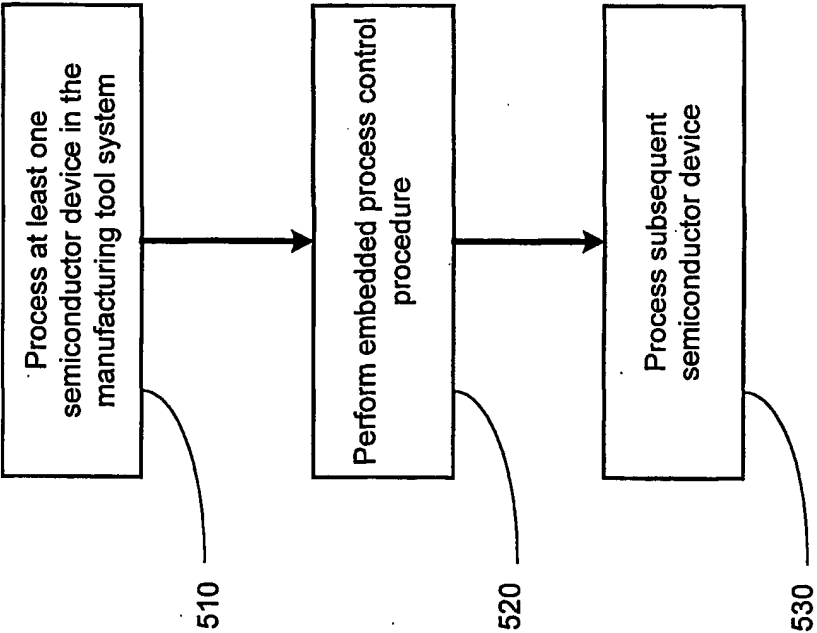 Process at least one
semiconductor device in the
manufacturing tool system
510
Perform embedded process control
procedure
520
Process subsequent
semiconductor device
530